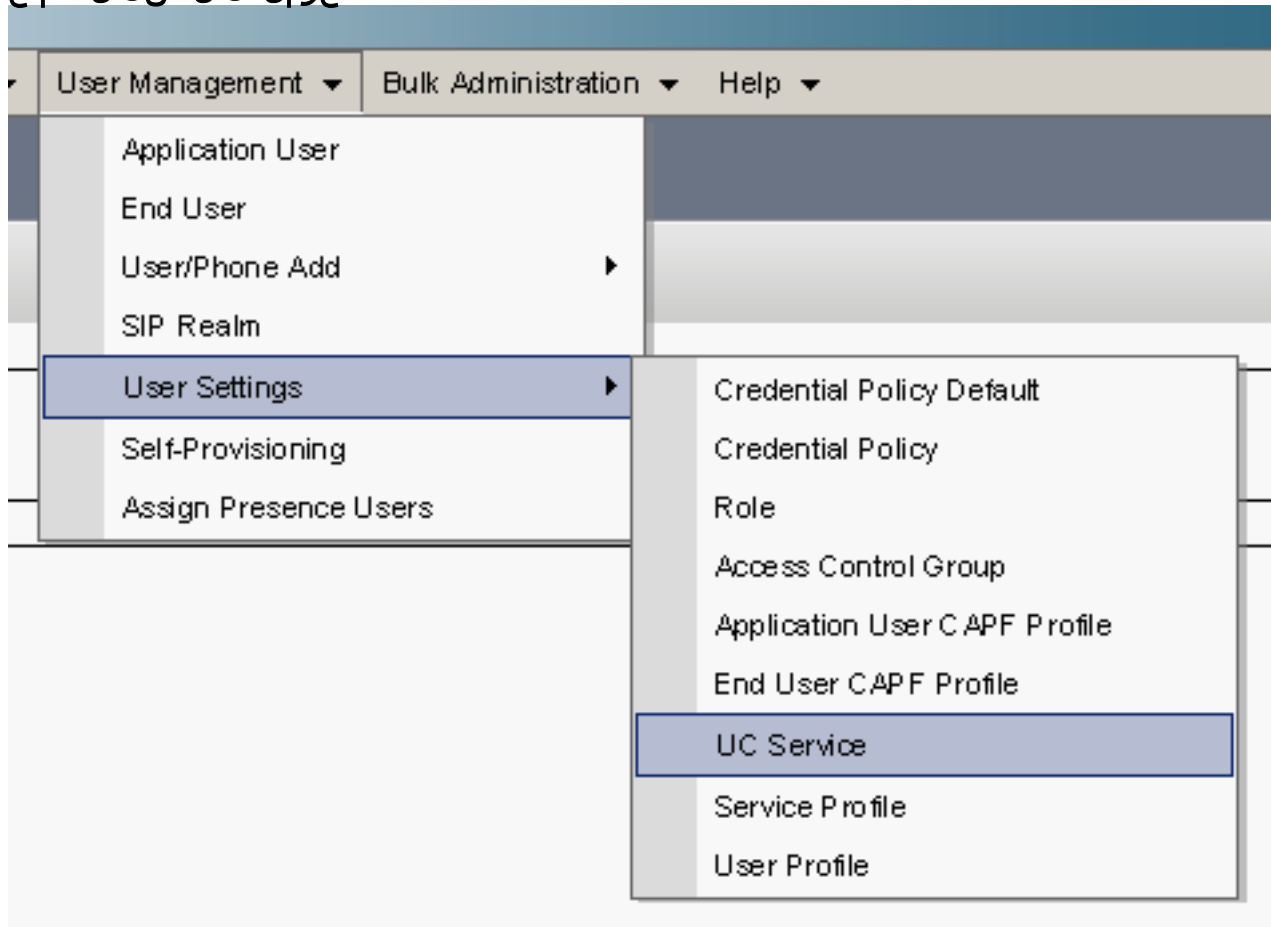 User Management Bulk Administration Help
Application User
End User
User/Phone Add
SIP Realm
User Settings
Self-Provisioning
Assign Presence Users
Credential Policy Default
Credential Policy
Role
Access Control Group
Application User CAPF Profile
End User CAPF Profile
UC Service
Service Profile
User Profile